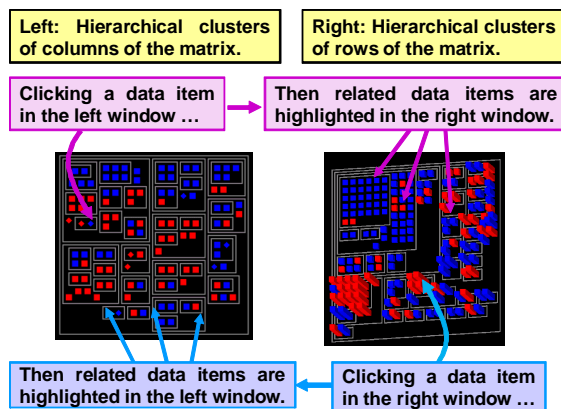 Left: Hierarchical clusters
of columns of the matrix.
Right: Hierarchical clusters
of rows of the matrix.
Clicking a data item
in the left window …
Then related data items are
highlighted in the right window.
Then related data items are
highlighted in the left window.
Clicking a data item
in the right window …